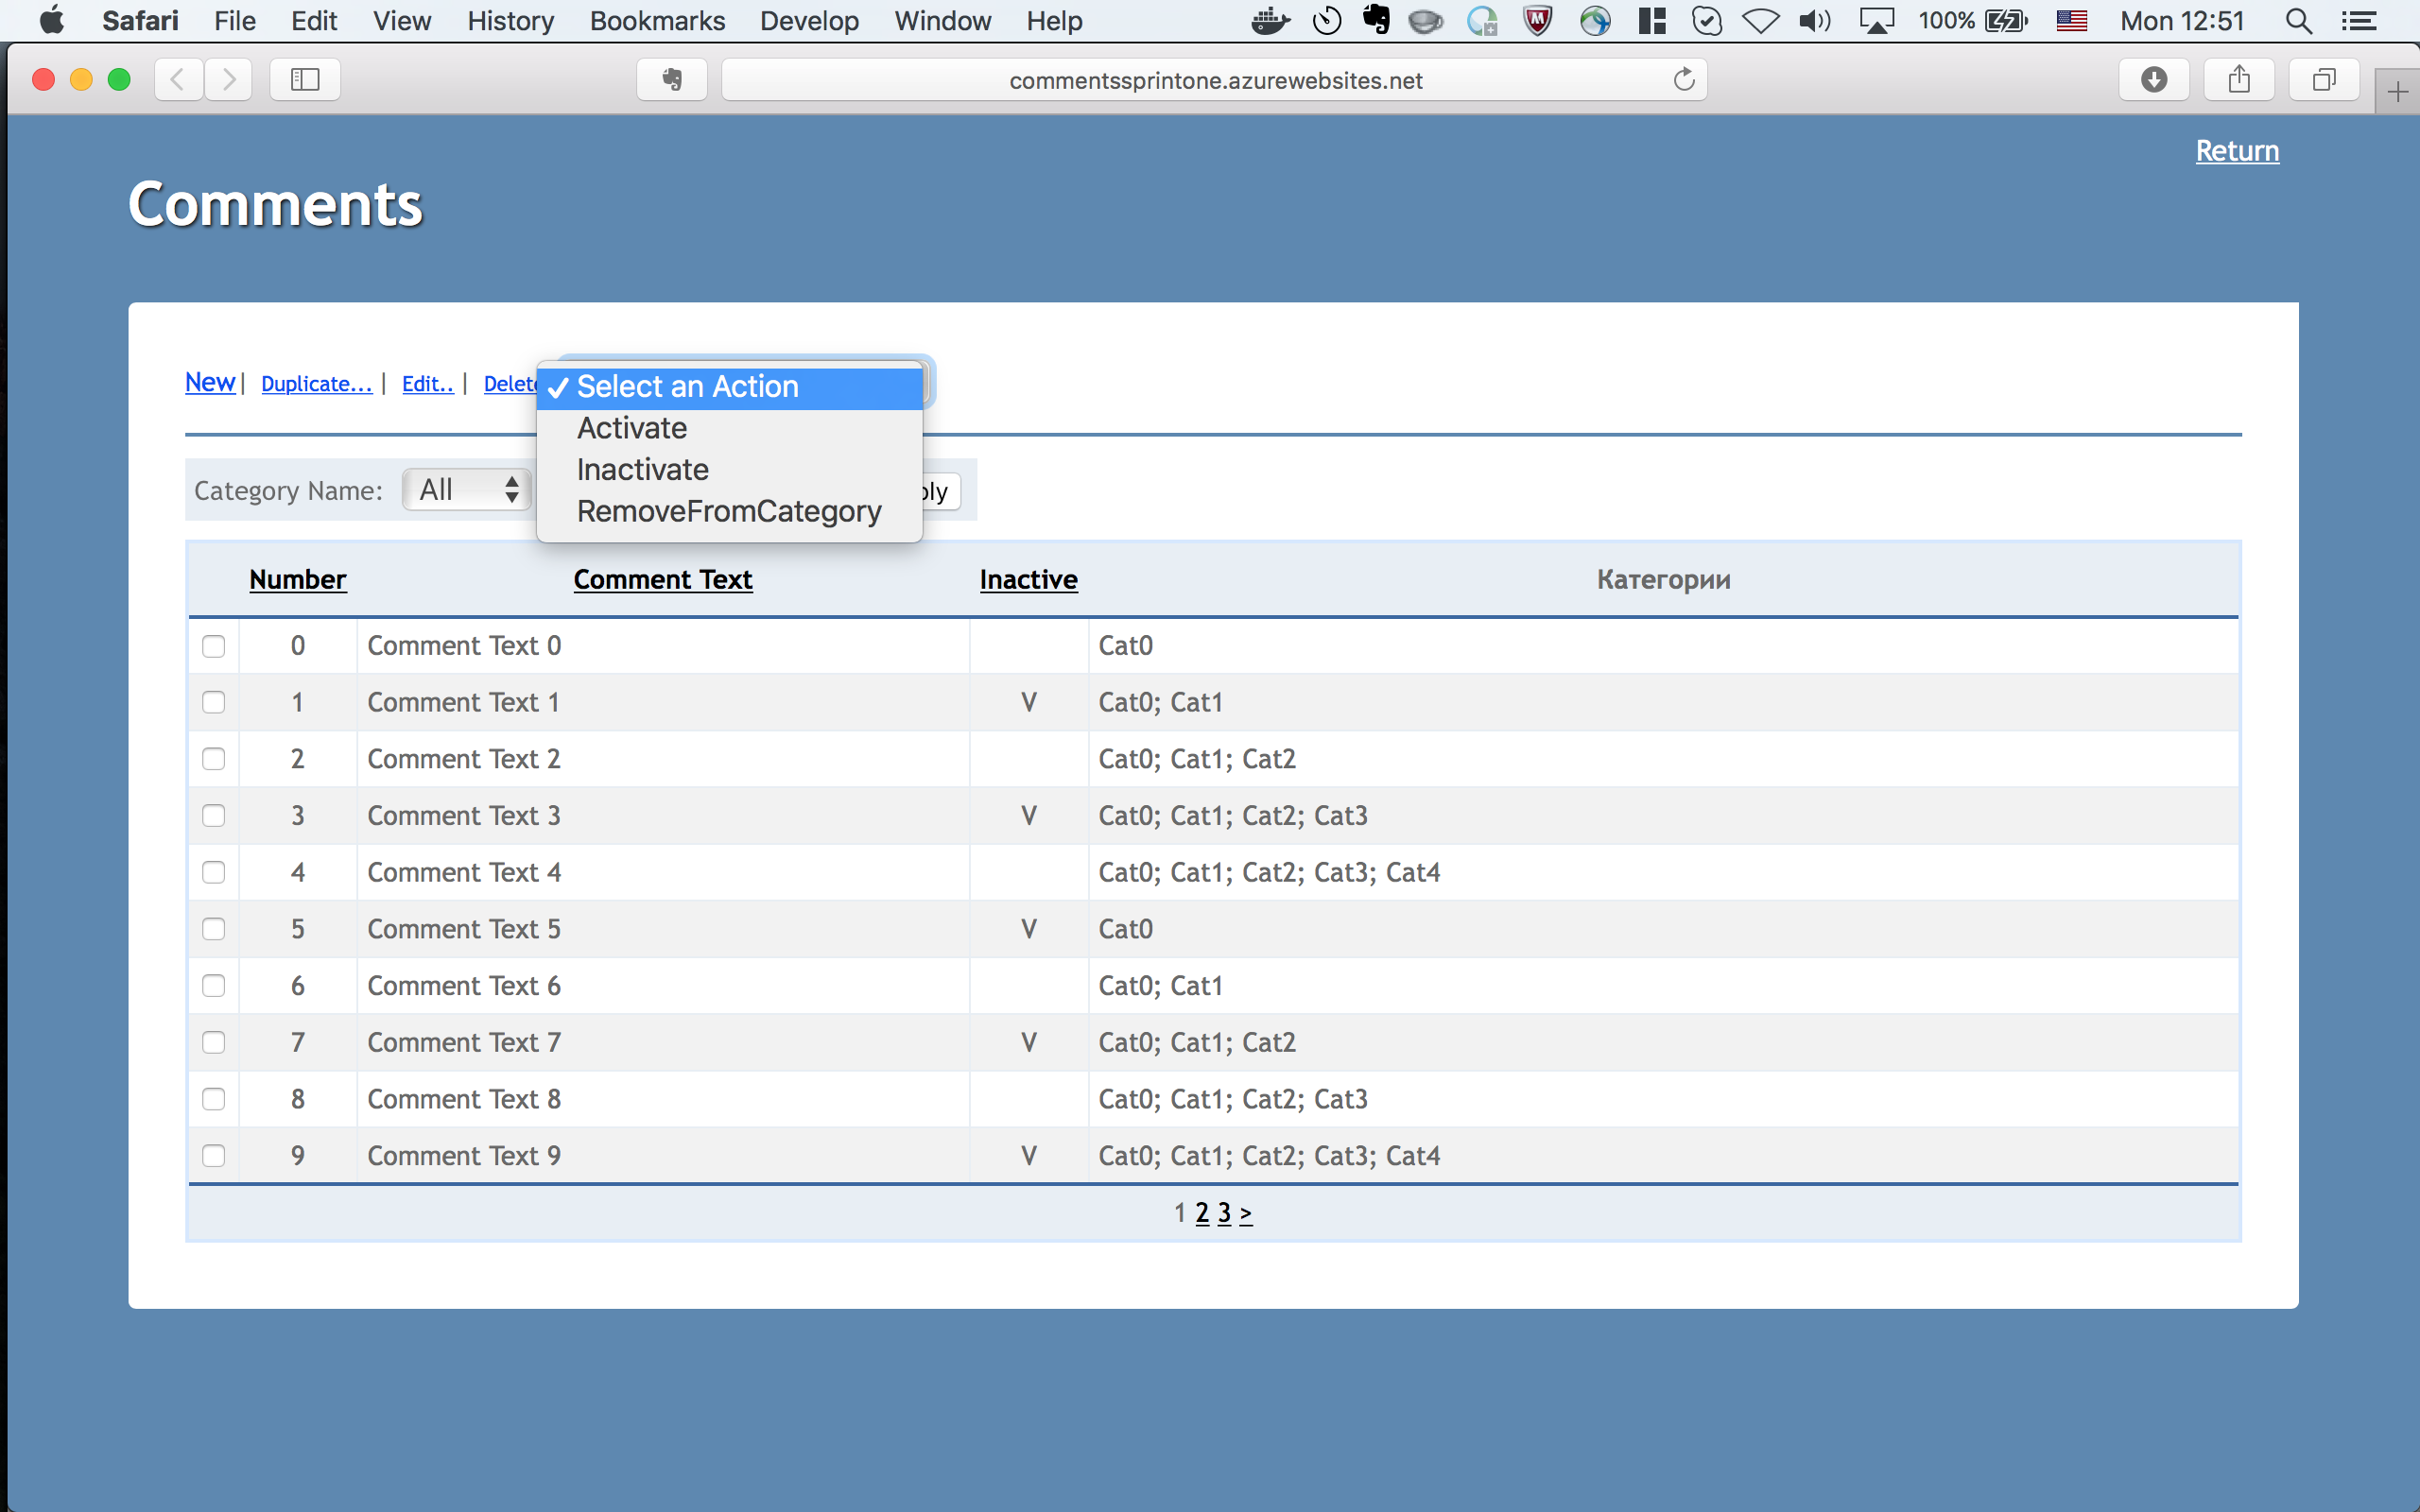 Safari File Edit View History Bookmarks Develop Window Help 100% Mon 12:51
commentssprintone.azurewebsites.net
Return
Comments
New | Duplicate... | Edit.. |
Select an Action
Activate
Inactivate
RemoveFromCategory
Category Name: All
Number Comment Text Inactive Категории
0 Comment Text 0 Cat0
1 Comment Text 1 V Cat0; Cat1
2 Comment Text 2 Cat0; Cat1; Cat2
3 Comment Text 3 V Cat0; Cat1; Cat2; Cat3
4 Comment Text 4 Cat0; Cat1; Cat2; Cat3; Cat4
5 Comment Text 5 V Cat0
6 Comment Text 6 Cat0; Cat1
7 Comment Text 7 V Cat0; Cat1; Cat2
8 Comment Text 8 Cat0; Cat1; Cat2; Cat3
9 Comment Text 9 V Cat0; Cat1; Cat2; Cat3; Cat4
1 2 3 >